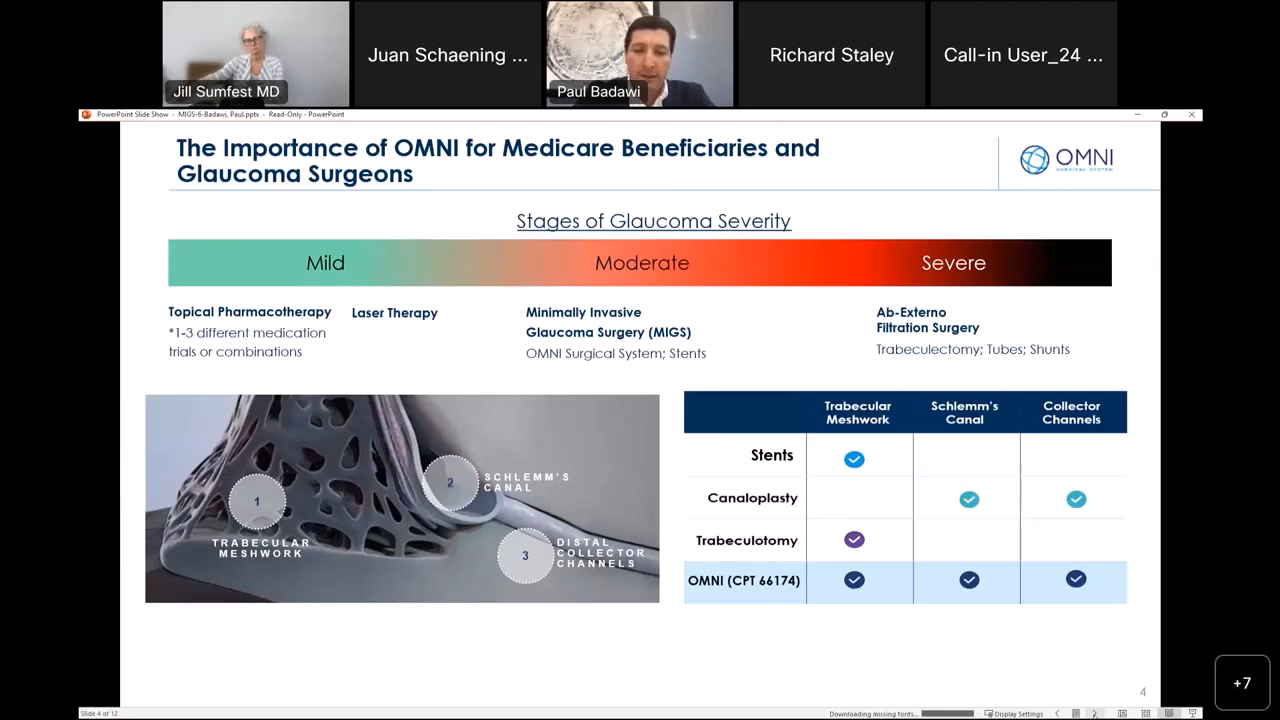 Jill Sumfest MD
Juan Schaening ...
Paul Badawi
Richard Staley
Call-in User_24 ...
PowerPoint Slide Show - MIGS-6-Badawi, Paul.pptx - Read-Only - PowerPoint
The Importance of OMNI for Medicare Beneficiaries and
Glaucoma Surgeons
OMNI
SURGICAL SYSTEM
Stages of Glaucoma Severity
Mild
Moderate
Severe
Topical Pharmacotherapy
*1-3 different medication
trials or combinations
Laser Therapy
Minimally Invasive
Glaucoma Surgery (MIGS)
OMNI Surgical System; Stents
Ab-Externo
Filtration Surgery
Trabeculectomy; Tubes; Shunts
1
TRABECULAR
MESHWORK
2
SCHLEMM'S
CANAL
3
DISTAL
COLLECTOR
CHANNELS
Trabecular
Meshwork
Schlemm's
Canal
Collector
Channels
Stents
Canaloplasty
Trabeculotomy
OMNI (CPT 66174)
4
+7
Slide 4 of 12
Downloading missing fonts...
Display Settings